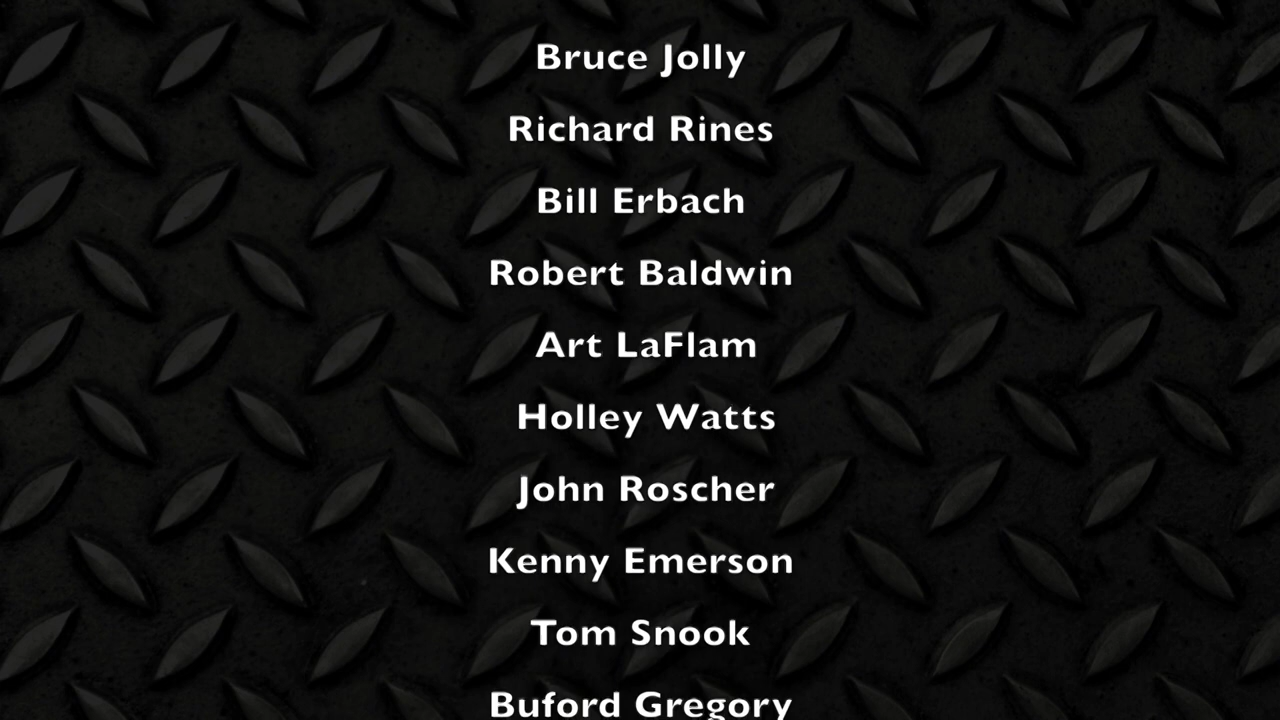 Bruce Jolly
Richard Rines
Bill Erbach
Robert Baldwin
Art LaFlam
Holley Watts
John Roscher
Kenny Emerson
Tom Snook
Buford Gregory